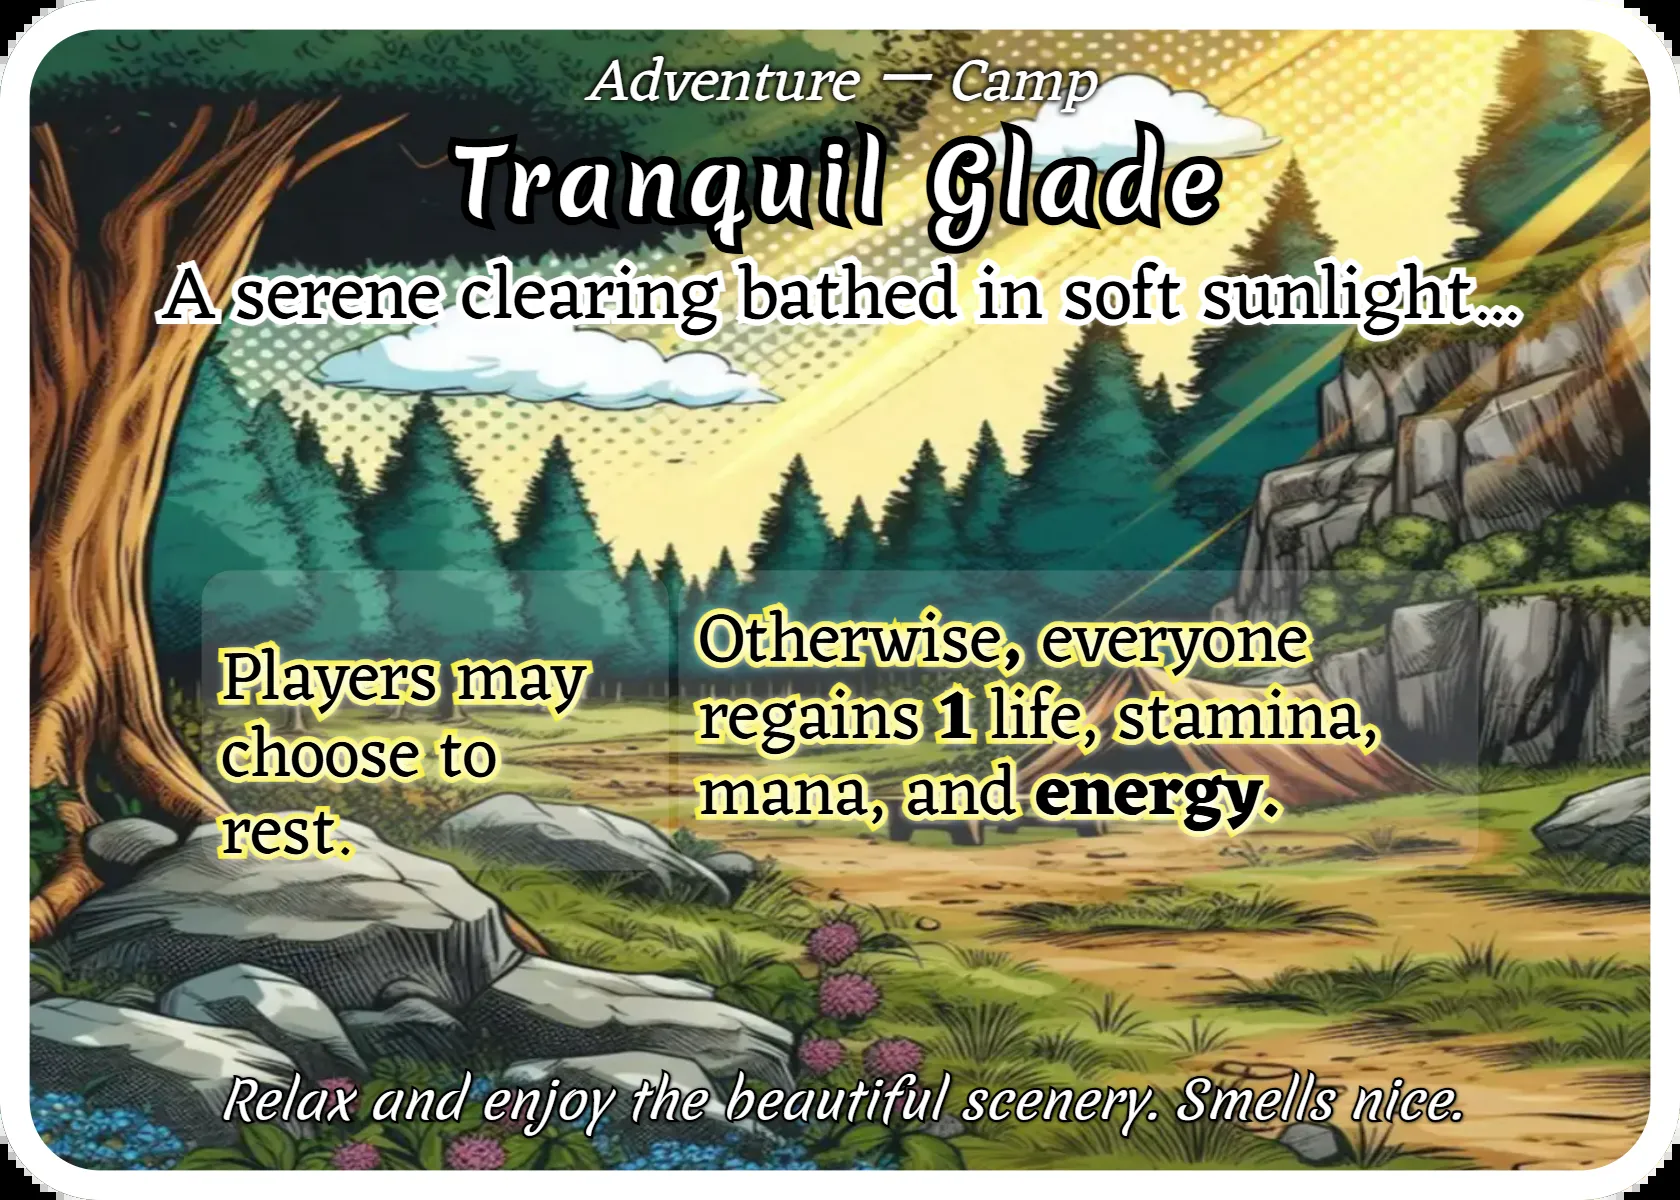 Adventure — Camp
Tranquil Glade
A serene clearing bathed in soft sunlight...
Players may
choose to
rest.
Otherwise, everyone
regains 1 life, stamina,
mana, and energy.
Relax and enjoy the beautiful scenery. Smells nice.